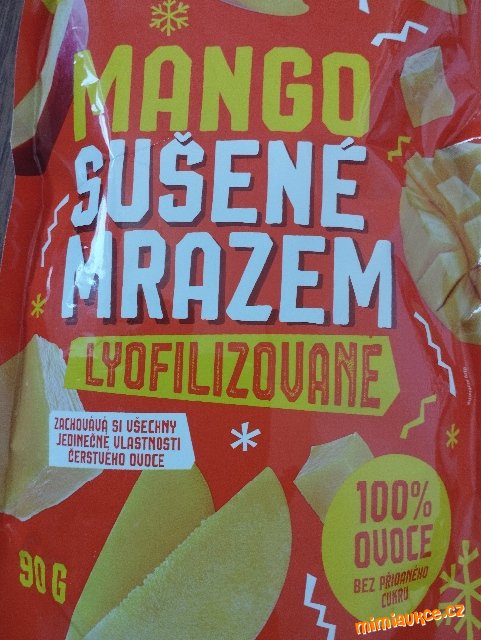 MANGO
SUŠENÉ
MRAZEM
LYOFILIZOVANÉ
ZACHOVÁVÁ SI VŠECHNY
JEDINEČNÉ VLASTNOSTI
ČERSTVÉHO OVOCE
100%
OVOCE
BEZ PŘIDANÉHO
CUKRU
90 G
mimiaukce.cz